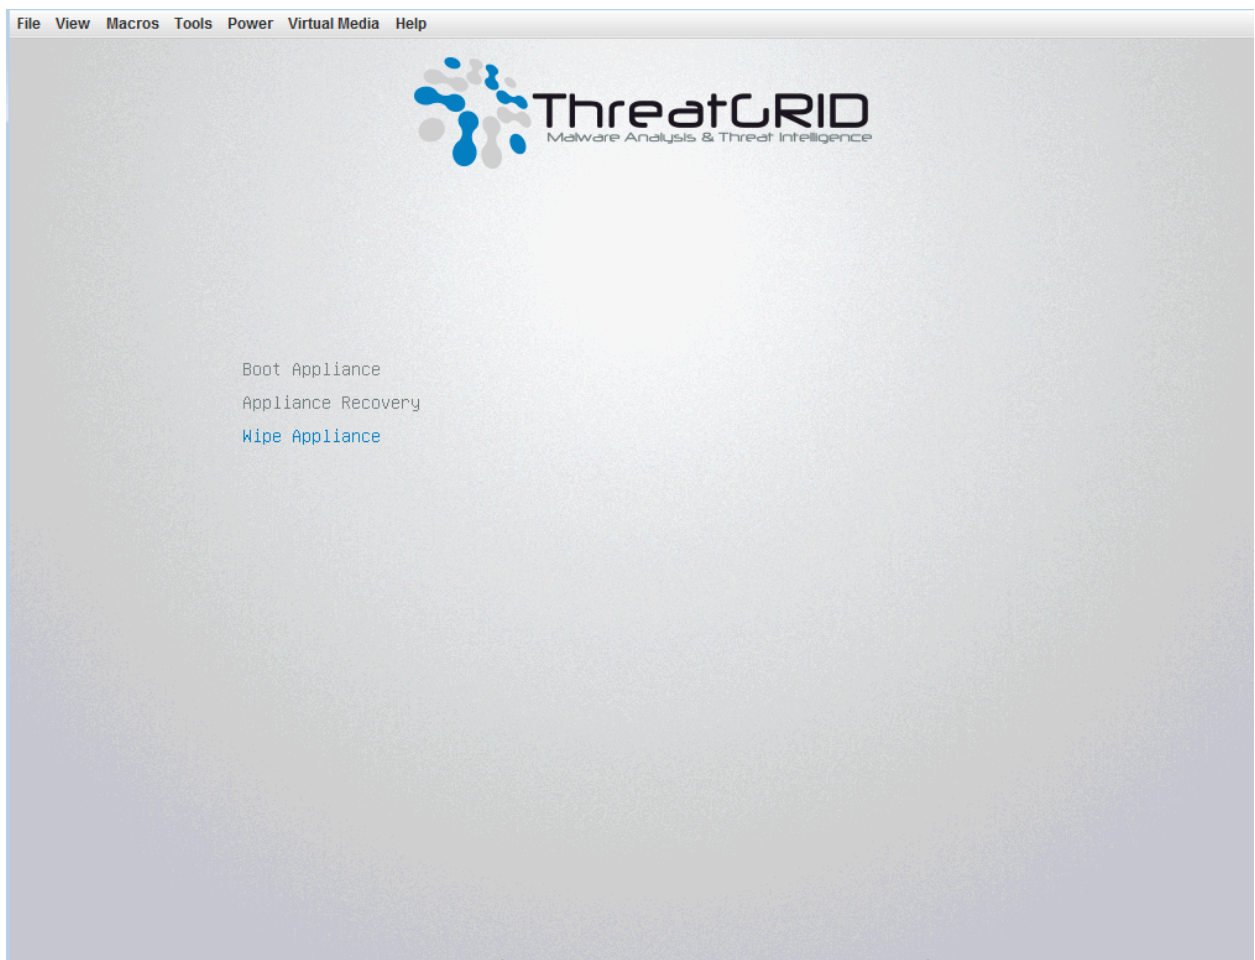 File View Macros Tools Power Virtual Media Help
ThreatGRID
Malware Analysis & Threat Intelligence
Boot Appliance
Appliance Recovery
Wipe Appliance